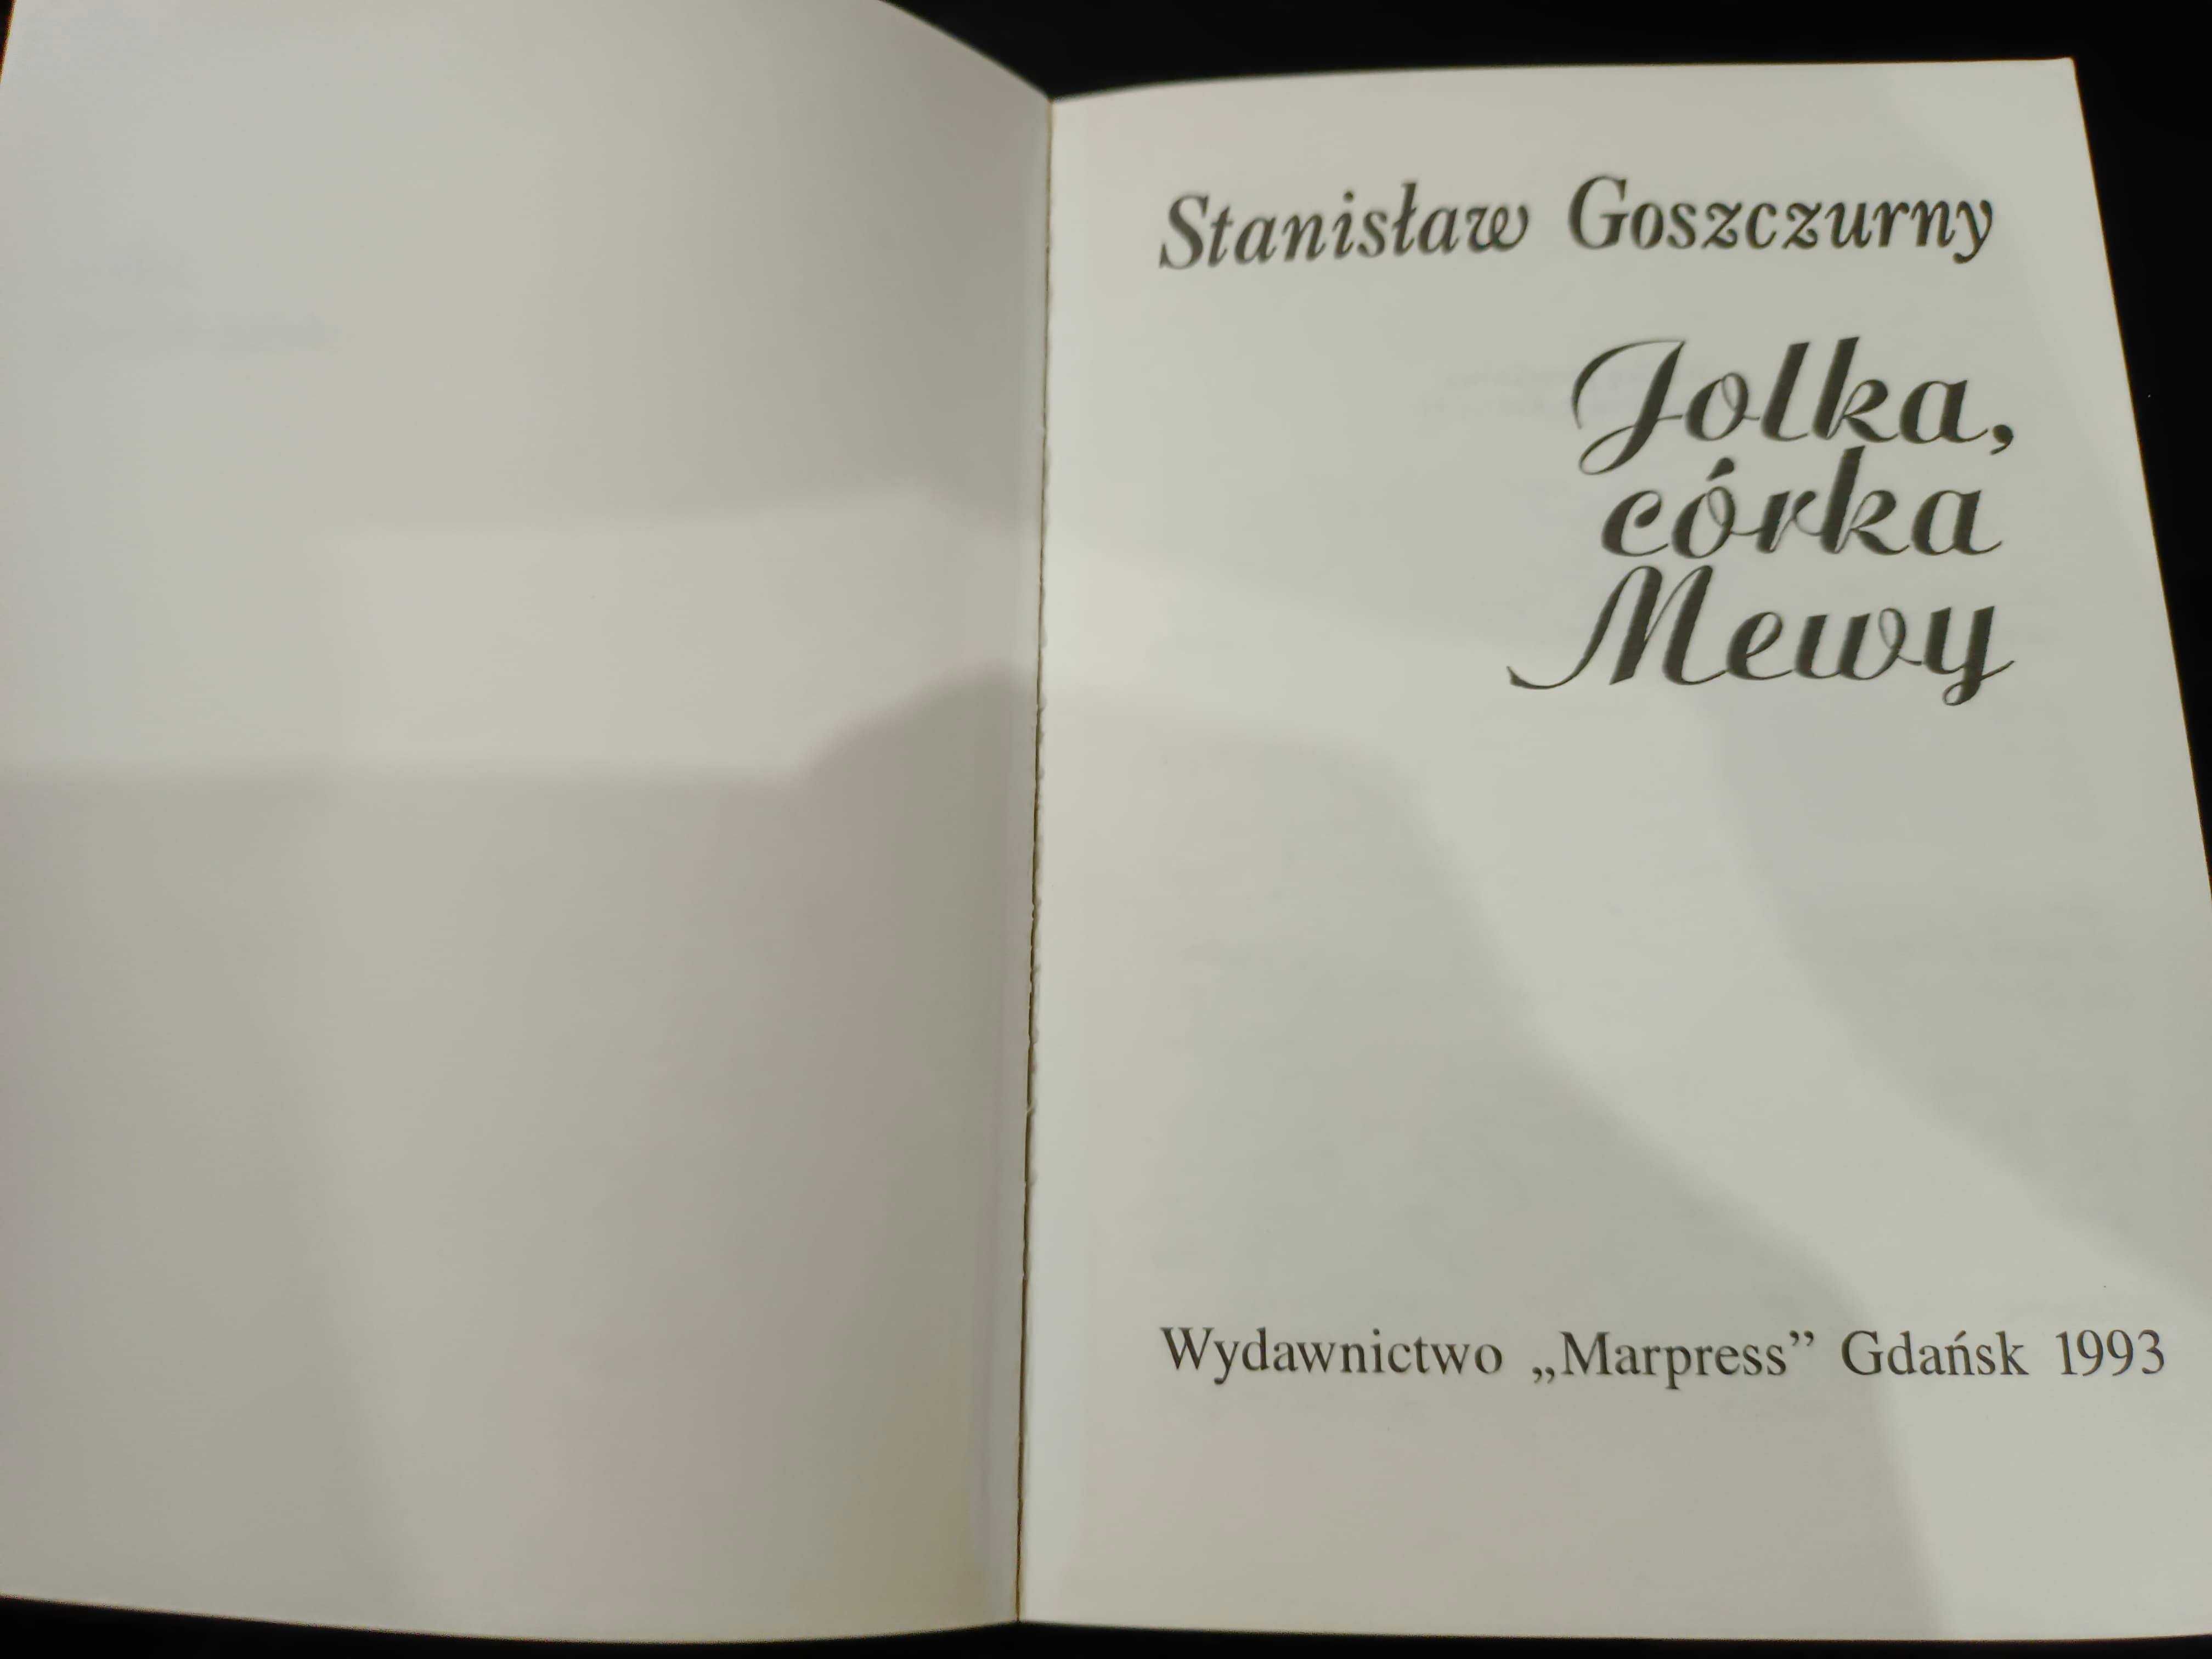 Stanisław Goszczurny
Jolka,
córka
Mewy
Wydawnictwo „Marpress” Gdańsk 1993